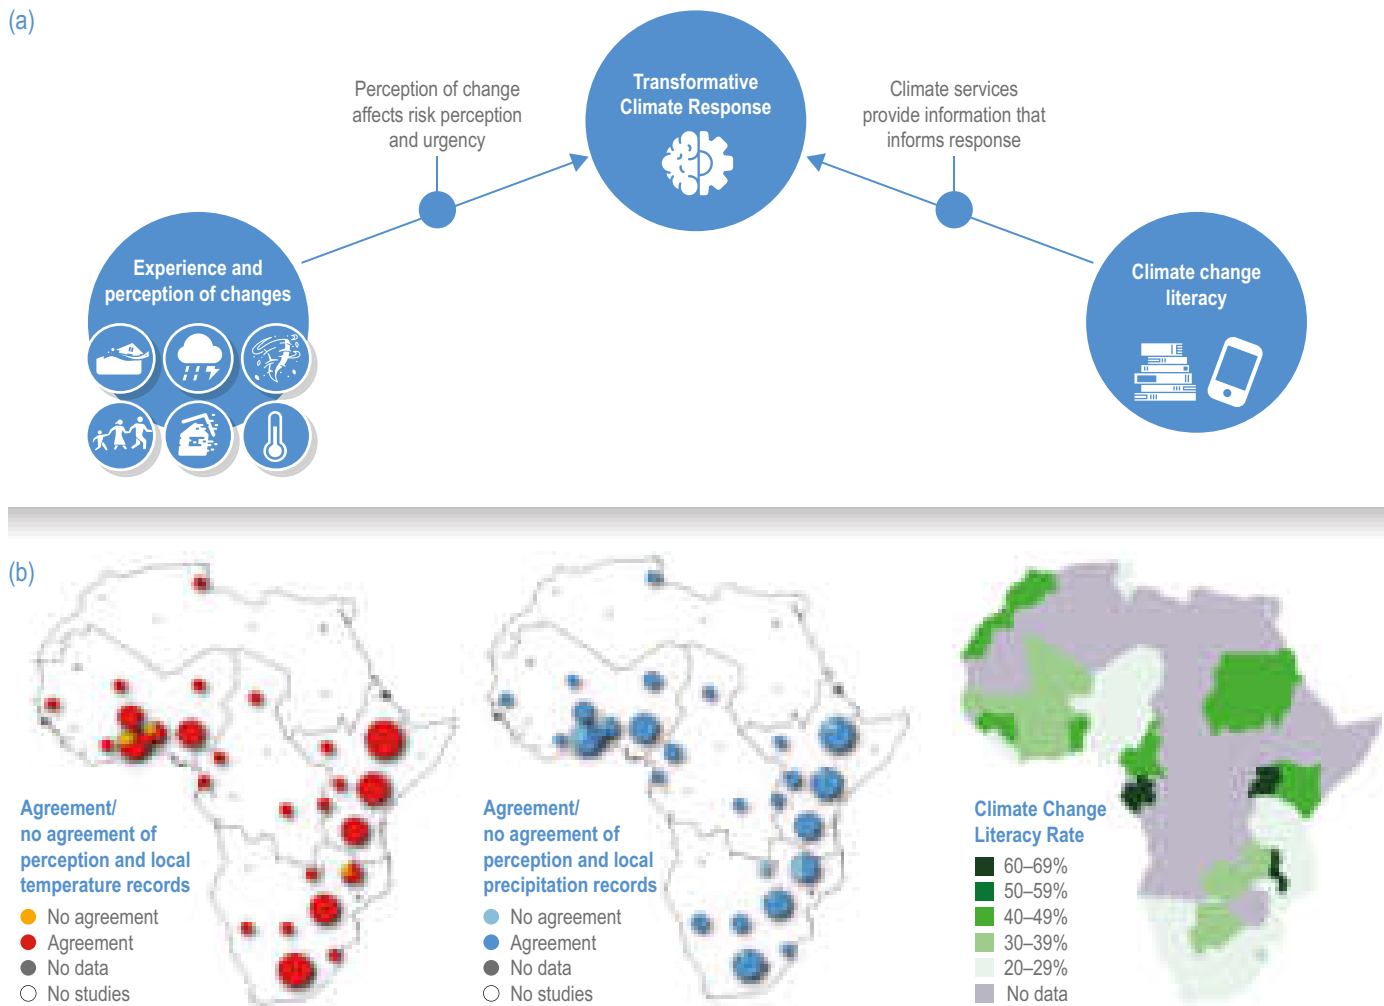 (a)
Perception of change
affects risk perception
and urgency
Transformative
Climate Response
Climate services
provide information that
informs response
Experience and
perception of changes
Climate change
literacy
(b)
Agreement/
no agreement of
perception and local
temperature records
No agreement
Agreement
No data
No studies
Agreement/
no agreement of
perception and local
precipitation records
No agreement
Agreement
No data
No studies
Climate Change
Literacy Rate
60–69%
50–59%
40–49%
30–39%
20–29%
No data